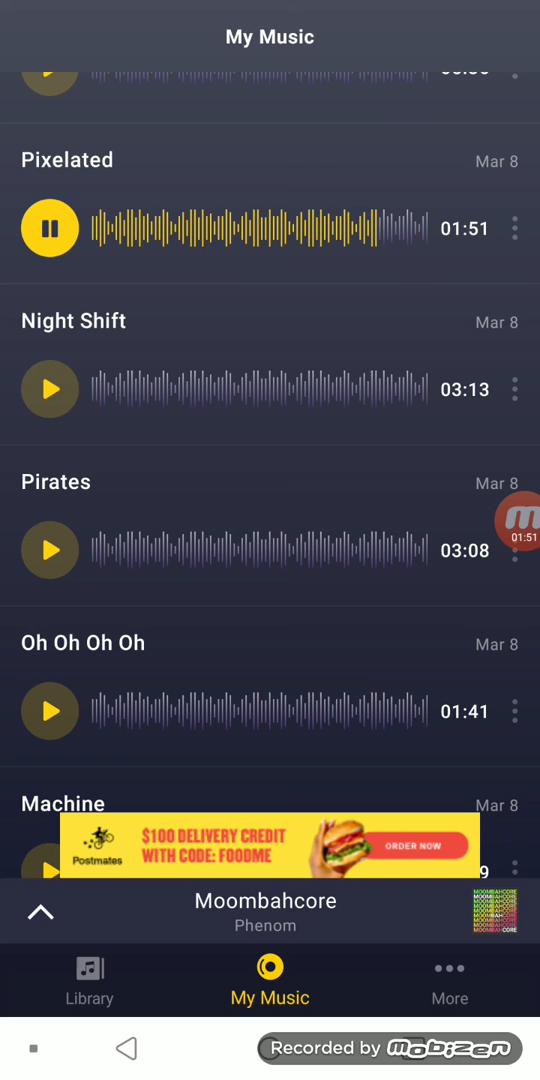 My Music
Pixelated
Mar 8
01:51
Night Shift
Mar 8
03:13
Pirates
Mar 8
03:08
01:51
Oh Oh Oh Oh
Mar 8
01:41
Machine
Mar 8
Postmates
$100 DELIVERY CREDIT
WITH CODE: FOODME
ORDER NOW
9
Moombahcore
Phenom
MOOMBAHCORE
Library
My Music
More
Recorded by mobizen